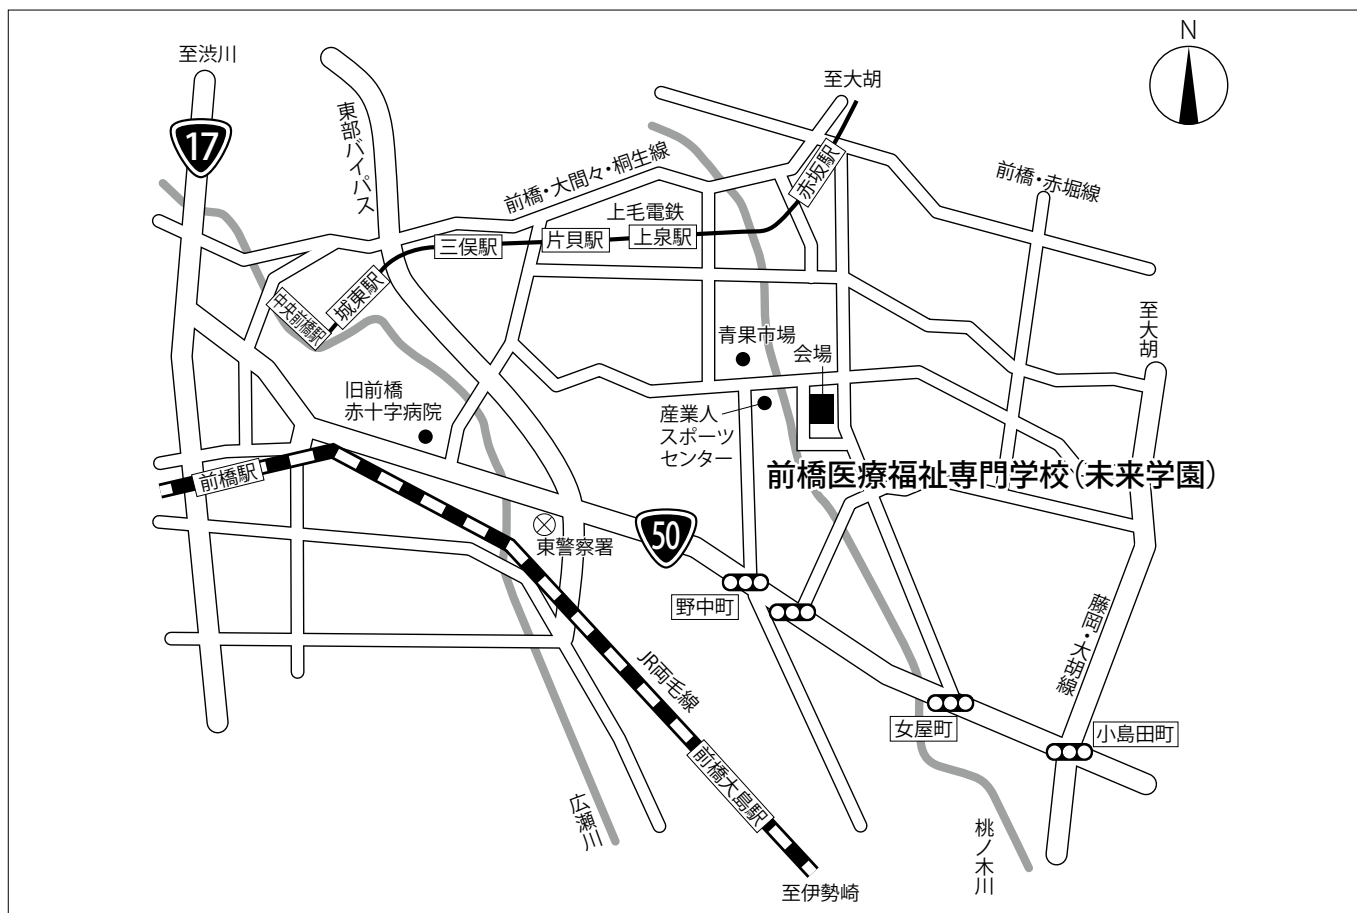 N
至渋川
至大胡
17
東部バイパス
前橋・大間々・桐生線
赤坂駅
前橋・赤堀線
上毛電鉄
三俣駅
片貝駅
上泉駅
城東駅
中央前橋駅
至大胡
青果市場
会場
旧前橋
赤十字病院
産業人
スポーツ
センター
前橋駅
前橋医療福祉専門学校(未来学園)
50
東警察署
野中町
藤岡・大胡線
JR両毛線
女屋町
小島田町
前橋大島駅
広瀬川
桃ノ木川
至伊勢崎